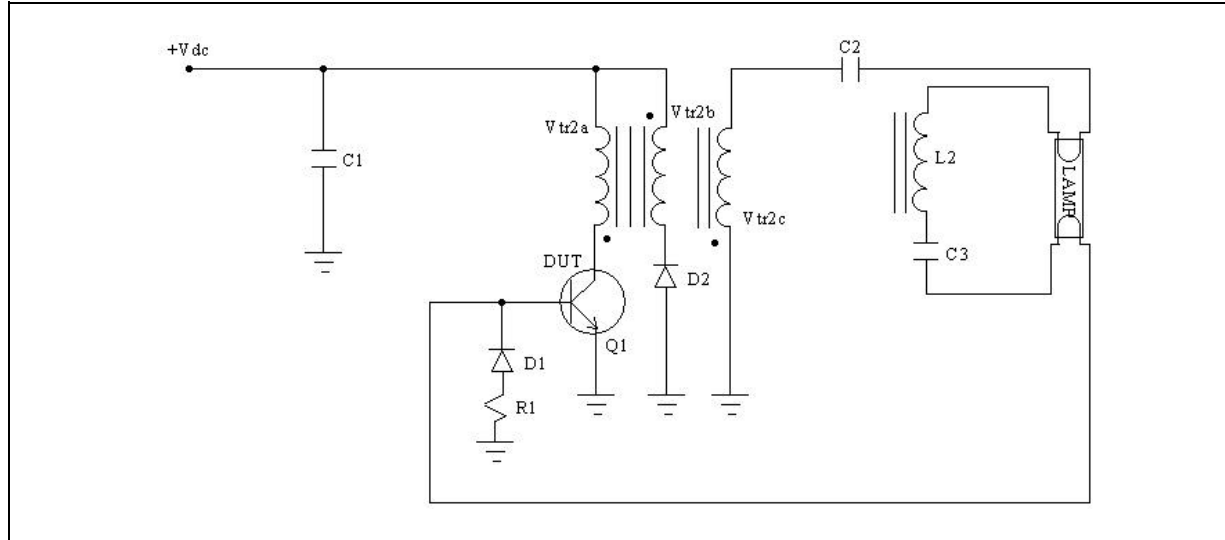 +Vdc
C2
Vtr2a
Vtr2b
C1
L2
LAMP
Vtr2c
DUT
C3
D2
Q1
D1
R1